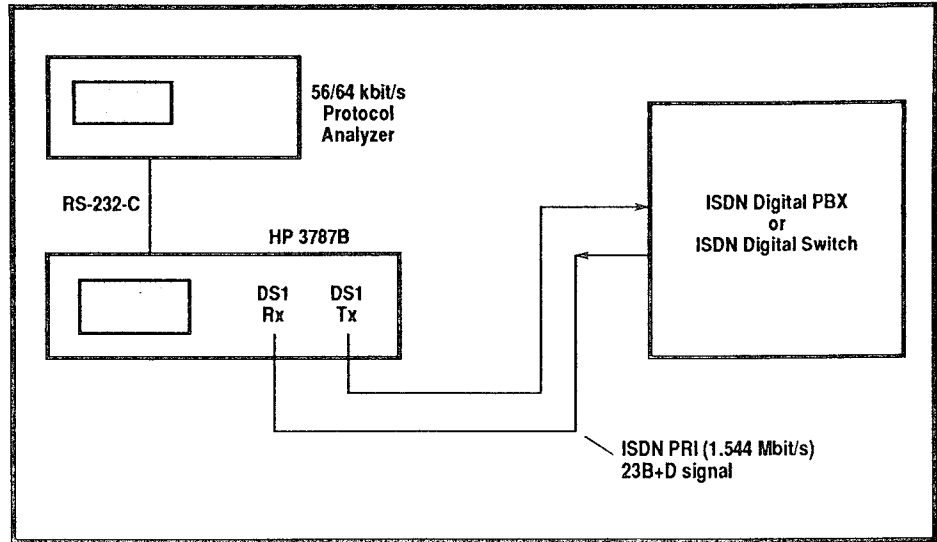 56/64 kbit/s
Protocol
Analyzer
RS-232-C
HP 3787B
DS1
Rx
DS1
Tx
ISDN Digital PBX
or
ISDN Digital Switch
ISDN PRI (1.544 Mbit/s)
23B+D signal